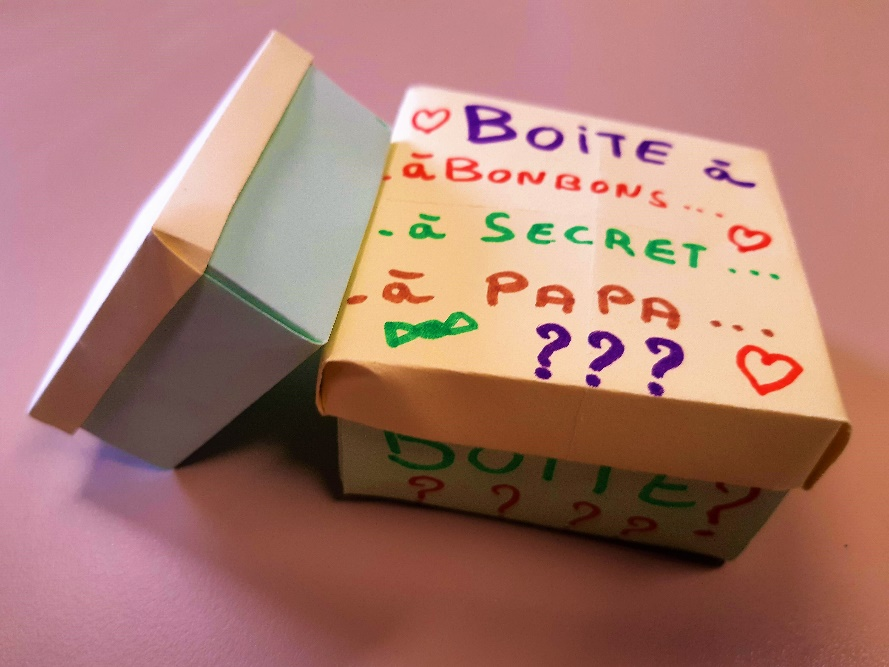 BOiTE à
.à BONBONS...
.à SECRET...
.à PAPA...
???
BOITE?
????